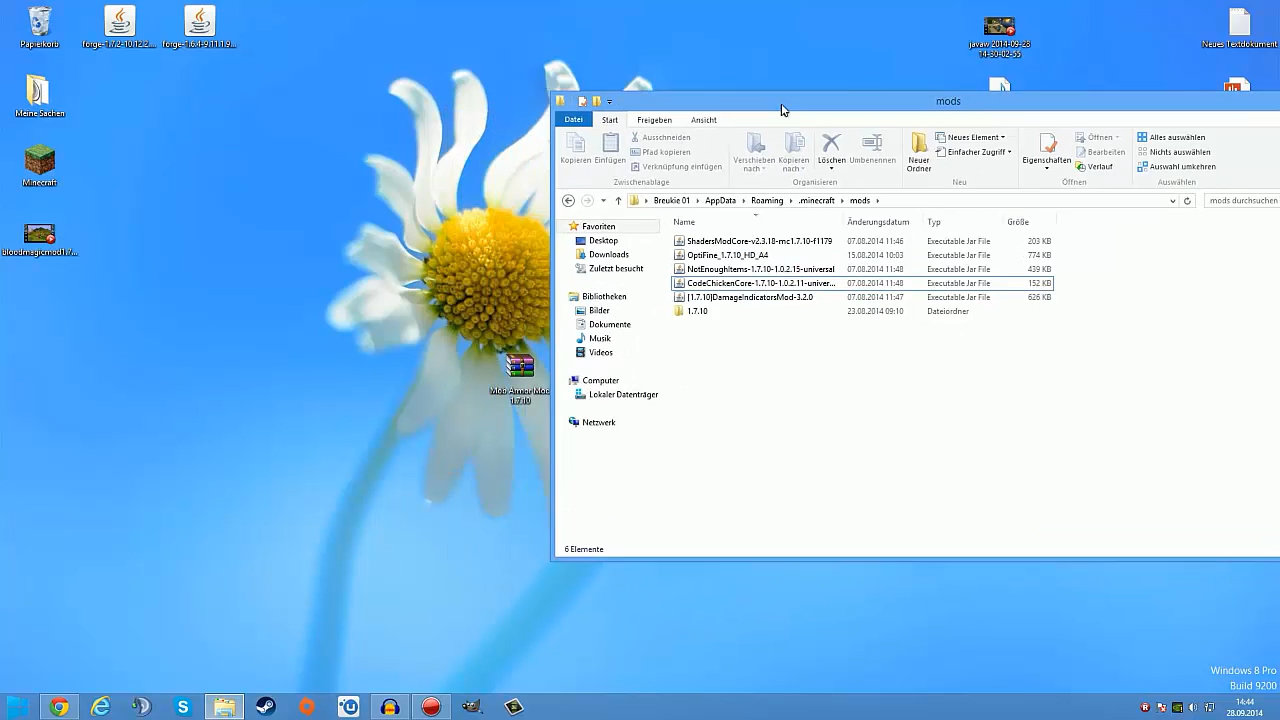 Papierkorb
forge-1.7.2-10.12.2...
forge-1.6.4-9.11.1.9...
javaw 2014-09-28
14-30-02-55
Neues Textdokument
Meine Sachen
Minecraft
bloodmagicmod17...
Mob Armor Mod
1.7.10
mods
Datei
Start
Freigeben
Ansicht
Kopieren
Einfügen
Ausschneiden
Pfad kopieren
Verknüpfung einfügen
Zwischenablage
Verschieben
nach
Kopieren
nach
Löschen
Umbenennen
Organisieren
Neuer
Ordner
Neues Element
Einfacher Zugriff
Neu
Eigenschaften
Öffnen
Bearbeiten
Verlauf
Öffnen
Alles auswählen
Nichts auswählen
Auswahl umkehren
Auswählen
Breukie 01
AppData
Roaming
.minecraft
mods
mods durchsuchen
Favoriten
Desktop
Downloads
Zuletzt besucht
Bibliotheken
Bilder
Dokumente
Musik
Videos
Computer
Lokaler Datenträger
Netzwerk
Name Änderungsdatum Typ Größe
ShadersModCore-v2.3.18-mc1.7.10-f1179 07.08.2014 11:46 Executable Jar File 203 KB
OptiFine_1.7.10_HD_A4 15.08.2014 10:03 Executable Jar File 774 KB
NotEnoughItems-1.7.10-1.0.2.15-universal 07.08.2014 11:48 Executable Jar File 439 KB
CodeChickenCore-1.7.10-1.0.2.11-univer... 07.08.2014 11:48 Executable Jar File 152 KB
[1.7.10]DamageIndicatorsMod-3.2.0 07.08.2014 11:47 Executable Jar File 626 KB
1.7.10 23.08.2014 09:10 Dateiordner
6 Elemente
Windows 8 Pro
Build 9200
14:44
28.09.2014